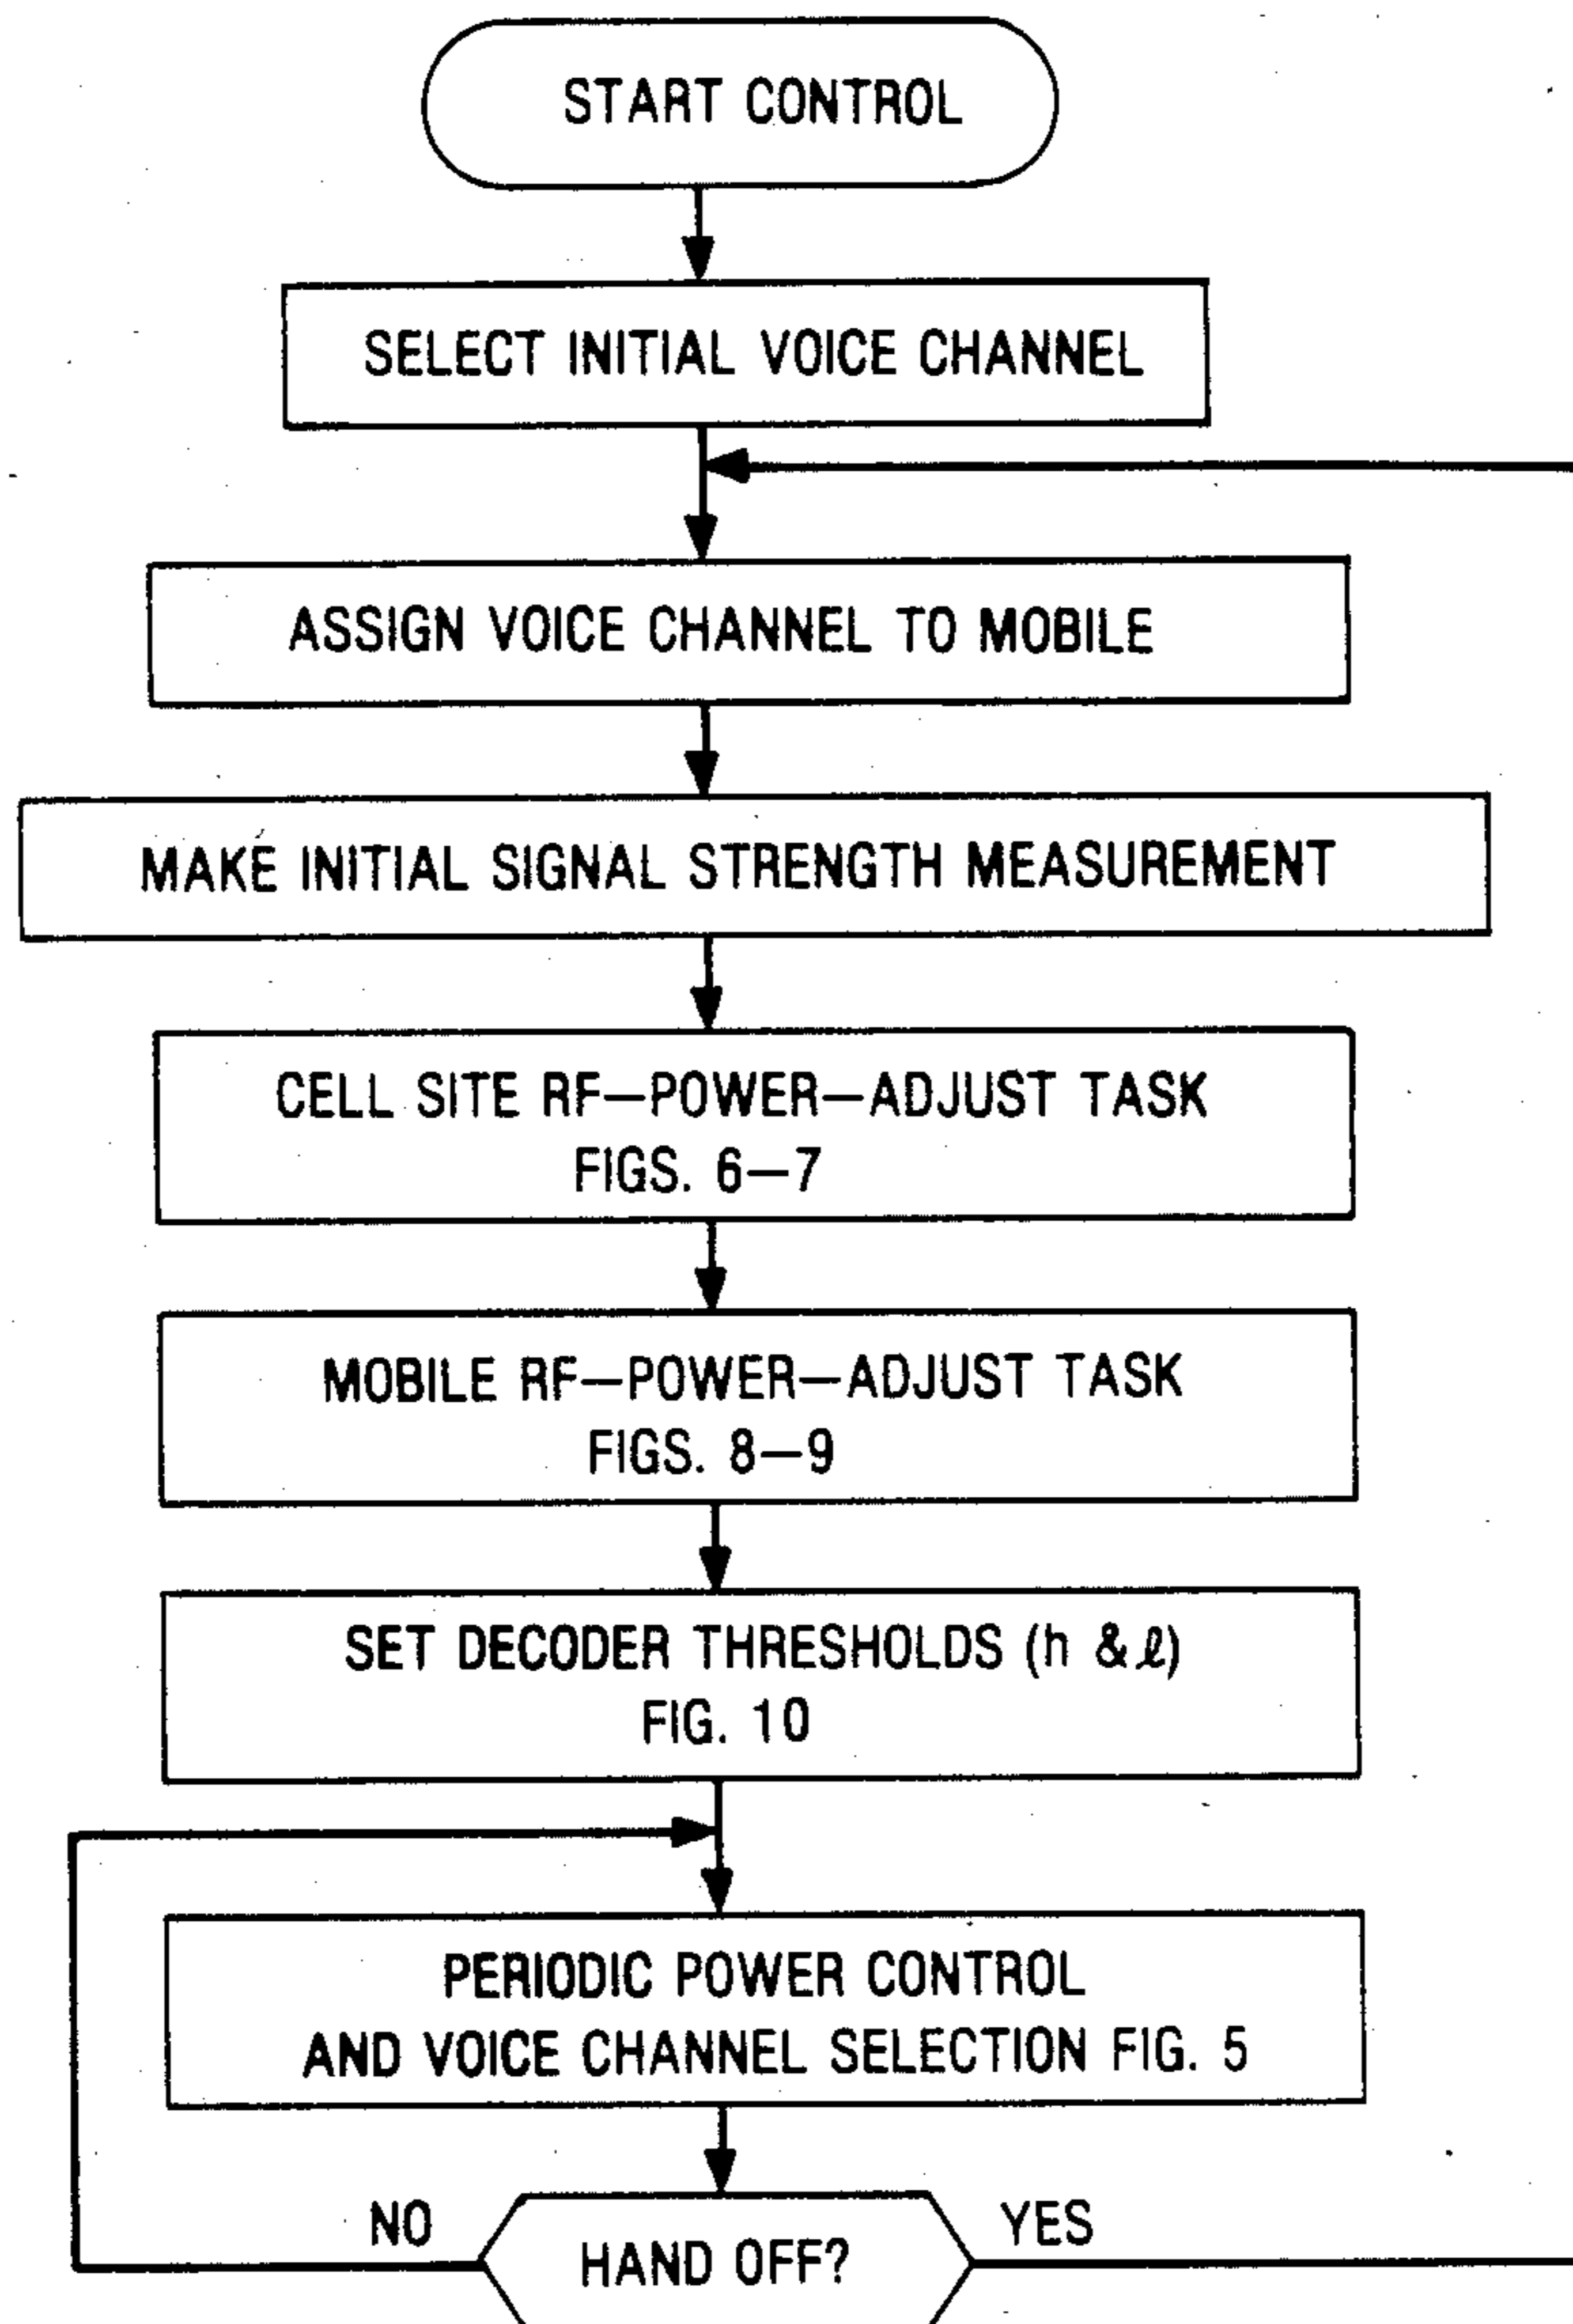 START CONTROL
SELECT INITIAL VOICE CHANNEL
ASSIGN VOICE CHANNEL TO MOBILE
MAKE INITIAL SIGNAL STRENGTH MEASUREMENT
CELL SITE RF—POWER—ADJUST TASK
FIGS. 6—7
MOBILE RF—POWER—ADJUST TASK
FIGS. 8—9
SET DECODER THRESHOLDS (h & ℓ)
FIG. 10
PERIODIC POWER CONTROL
AND VOICE CHANNEL SELECTION FIG. 5
NO
HAND OFF?
YES